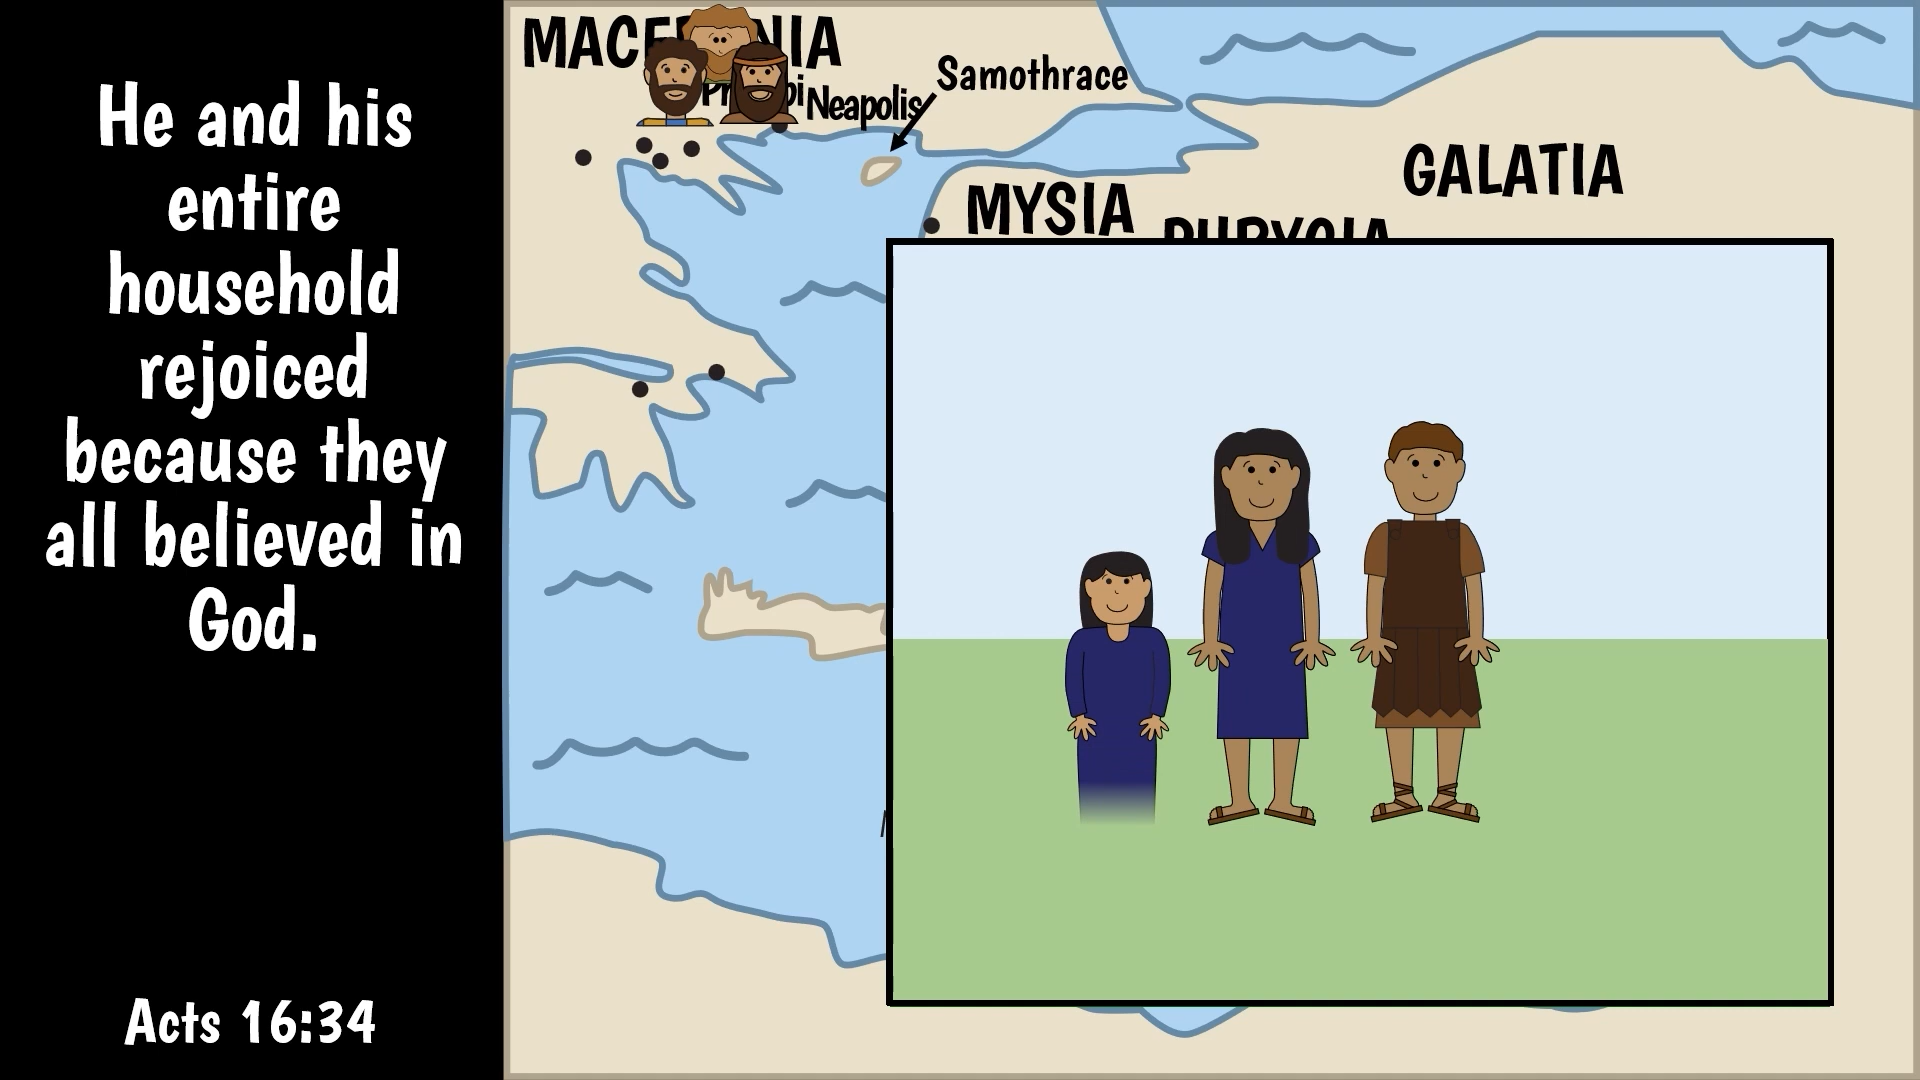 He and his
entire
household
rejoiced
because they
all believed in
God.
Acts 16:34
Samothrace
Neapolis
GALATIA
MYSIA